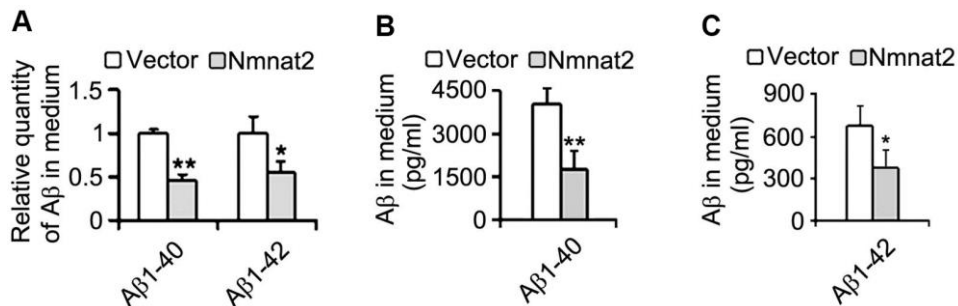 A
Vector Nmnat2
Relative quantity
of Aβ in medium
1.5
1
0.5
0
**
*
Aβ1-40
Aβ1-42
B
Vector Nmnat2
Aβ in medium
(pg/ml)
4500
3000
1500
0
**
Aβ1-40
C
Vector Nmnat2
Aβ in medium
(pg/ml)
900
600
300
0
*
Aβ1-42